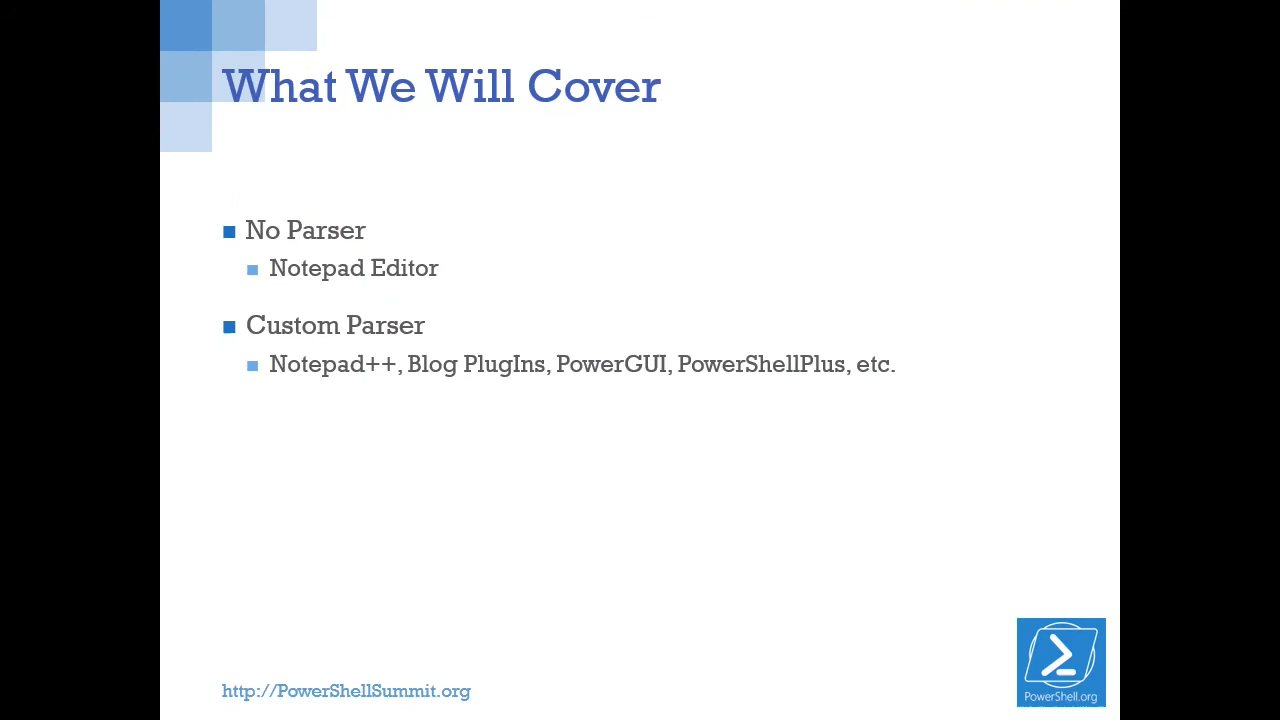 What We Will Cover
No Parser
Notepad Editor
Custom Parser
Notepad++, Blog PlugIns, PowerGUI, PowerShellPlus, etc.
http://PowerShellSummit.org
PowerShell.org